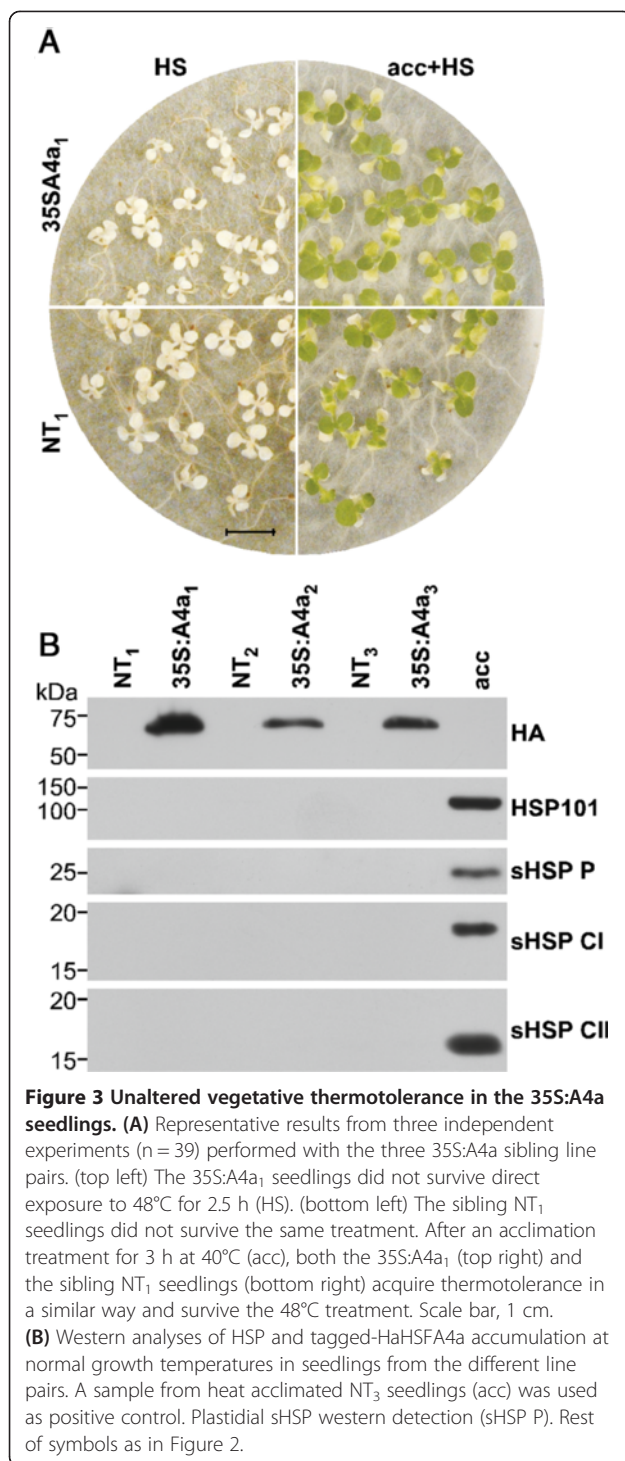 A
HS
acc+HS
35SA4a₁
NT₁
B
kDa
NT₁
35S:A4a₁
NT₂
35S:A4a₂
NT₃
35S:A4a₃
acc
75
50
HA
150
100
HSP101
25
sHSP P
20
15
sHSP CI
20
15
sHSP CII
Figure 3 Unaltered vegetative thermotolerance in the 35S:A4a
seedlings. (A) Representative results from three independent
experiments (n = 39) performed with the three 35S:A4a sibling line
pairs. (top left) The 35S:A4a₁ seedlings did not survive direct
exposure to 48°C for 2.5 h (HS). (bottom left) The sibling NT₁
seedlings did not survive the same treatment. After an acclimation
treatment for 3 h at 40°C (acc), both the 35S:A4a₁ (top right) and
the sibling NT₁ seedlings (bottom right) acquire thermotolerance in
a similar way and survive the 48°C treatment. Scale bar, 1 cm.
(B) Western analyses of HSP and tagged-HaHSFA4a accumulation at
normal growth temperatures in seedlings from the different line
pairs. A sample from heat acclimated NT₃ seedlings (acc) was used
as positive control. Plastidial sHSP western detection (sHSP P). Rest
of symbols as in Figure 2.